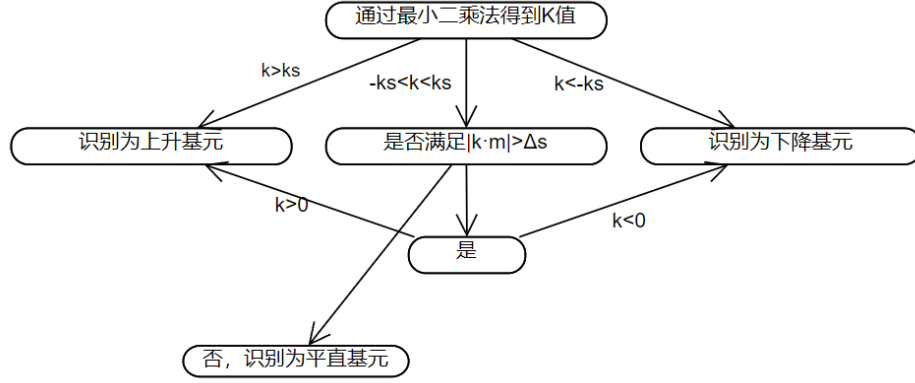 通过最小二乘法得到K值
k>ks
-ks<k<ks
k<-ks
识别为上升基元
是否满足|k·m|>Δs
识别为下降基元
k>0
k<0
是
否，识别为平直基元